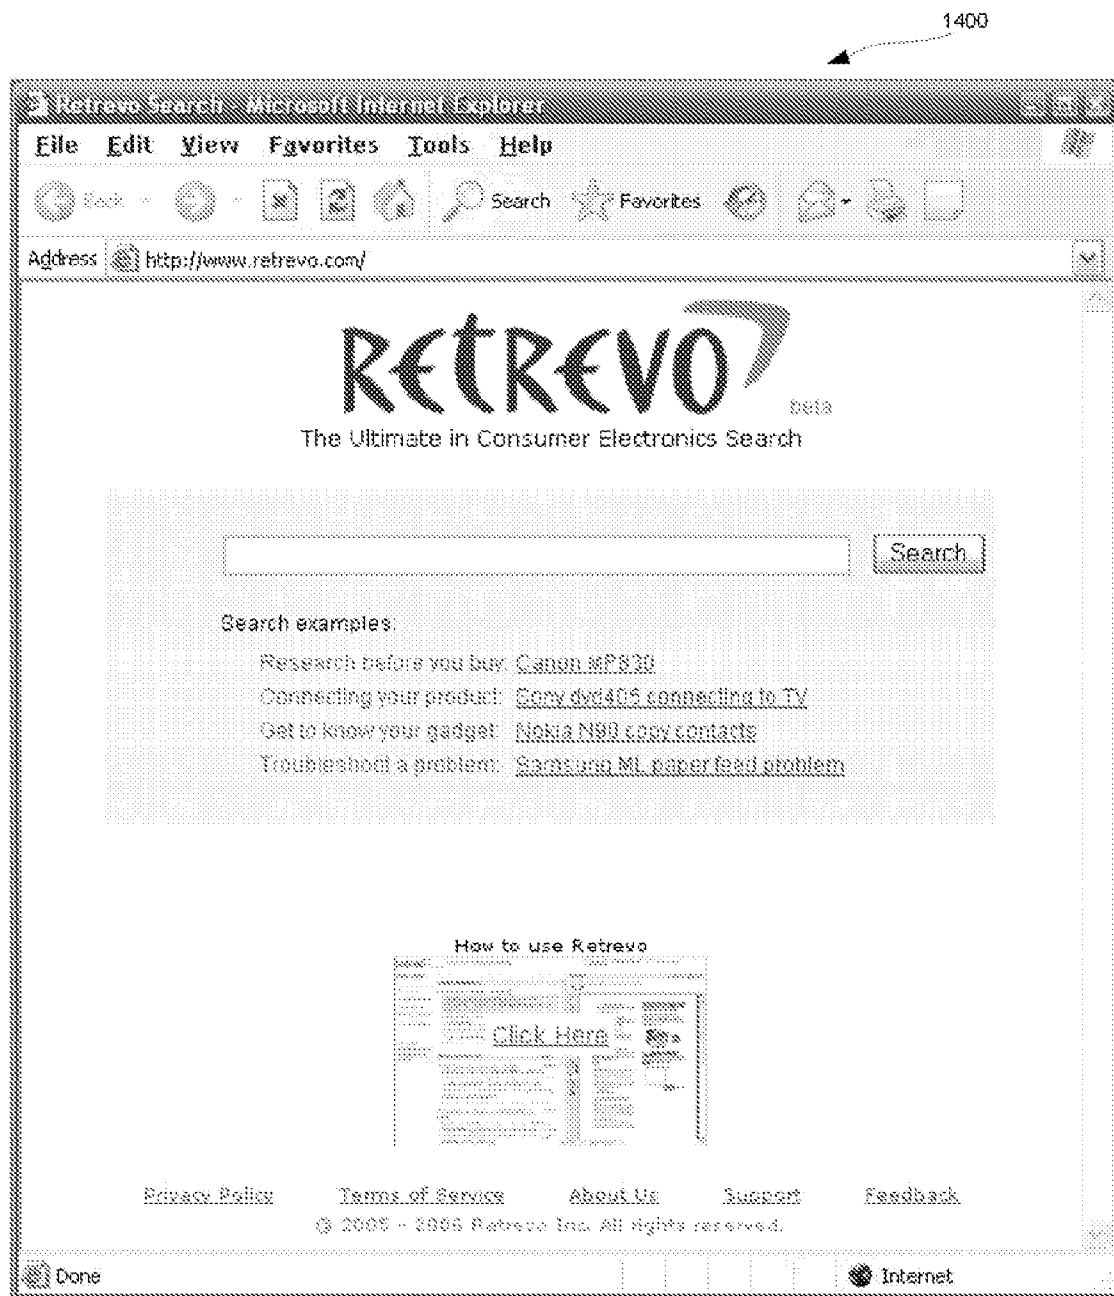 1400
Retrevo Search - Microsoft Internet Explorer
File Edit View Favorites Tools Help
Back Search Favorites
Address http://www.retrevo.com/
RETREVO
beta
The Ultimate in Consumer Electronics Search
Search
Search examples:
Research before you buy: Canon MP830
Connecting your product: Sony dvd405 connecting to TV
Get to know your gadget: Nokia N90 copy contacts
Troubleshoot a problem: Samsung ML paper feed problem
How to use Retrevo
Click Here
Privacy Policy Terms of Service About Us Support Feedback
© 2005 - 2006 Retrevo Inc. All rights reserved.
Done Internet